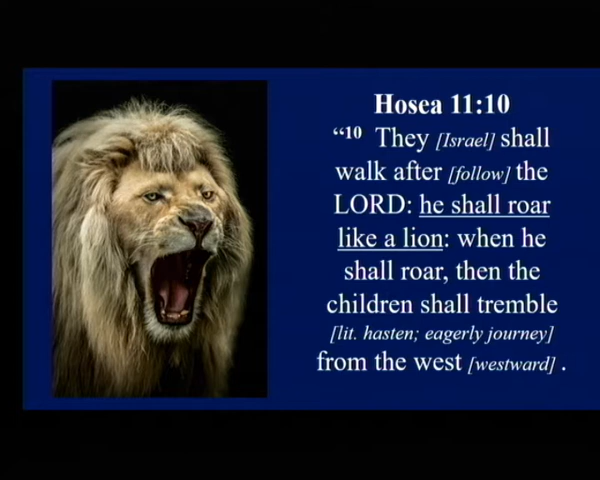 Hosea 11:10
“10 They [Israel] shall
walk after [follow] the
LORD: he shall roar
like a lion: when he
shall roar, then the
children shall tremble
[lit. hasten; eagerly journey]
from the west [westward] .